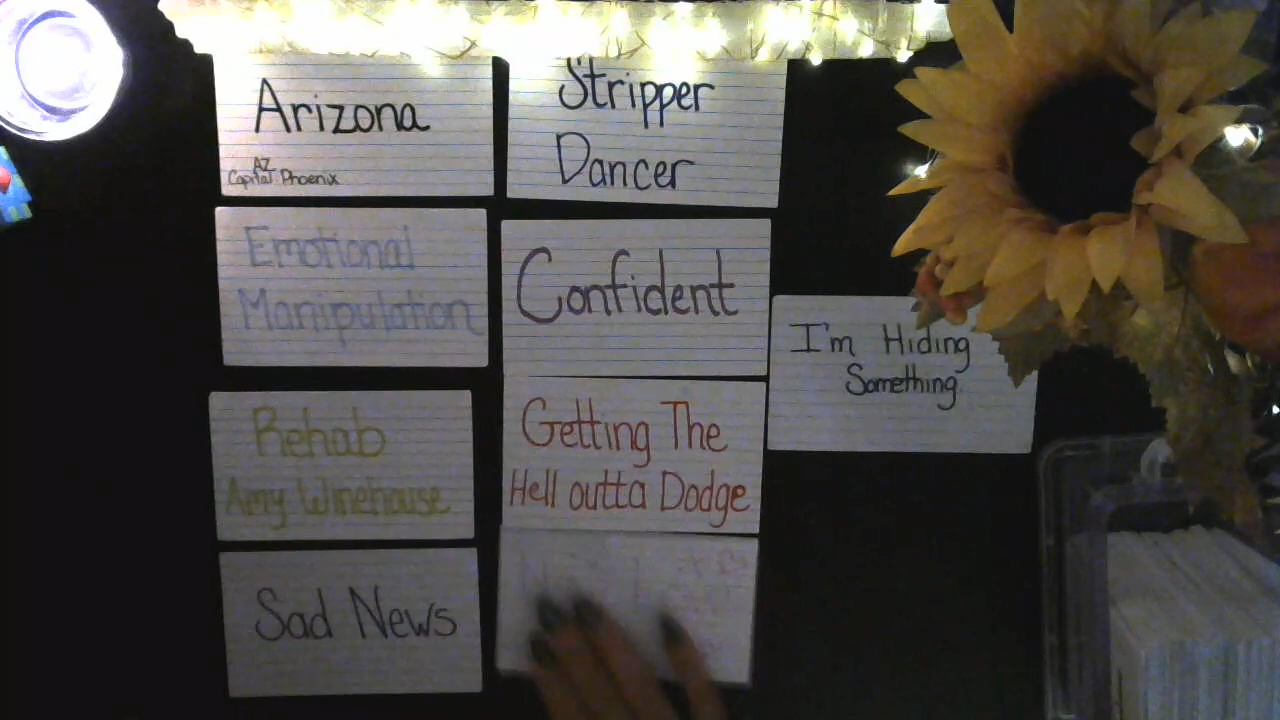 Arizona
AZ
Capital Phoenix
Stripper
Dancer
Emotional
Manipulation
Confident
I'm Hiding
Something
Rehab
Amy Winehouse
Getting The
Hell outta Dodge
Sad News